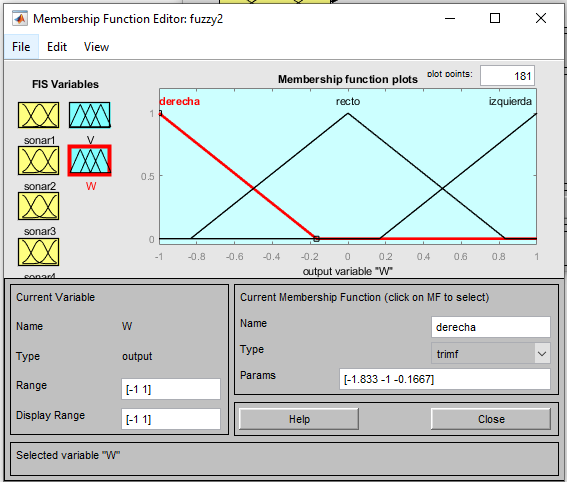 Membership Function Editor: fuzzy2
File Edit View
FIS Variables
Membership function plots
plot points:
181
sonar1
V
sonar2
W
sonar3
sonar4
derecha
recto
izquierda
1
0.5
0
-1 -0.8 -0.6 -0.4 -0.2 0 0.2 0.4 0.6 0.8 1
output variable "W"
Current Variable
Name W
Type output
Range [-1 1]
Display Range [-1 1]
Current Membership Function (click on MF to select)
Name derecha
Type trimf
Params [-1.833 -1 -0.1667]
Help Close
Selected variable "W"